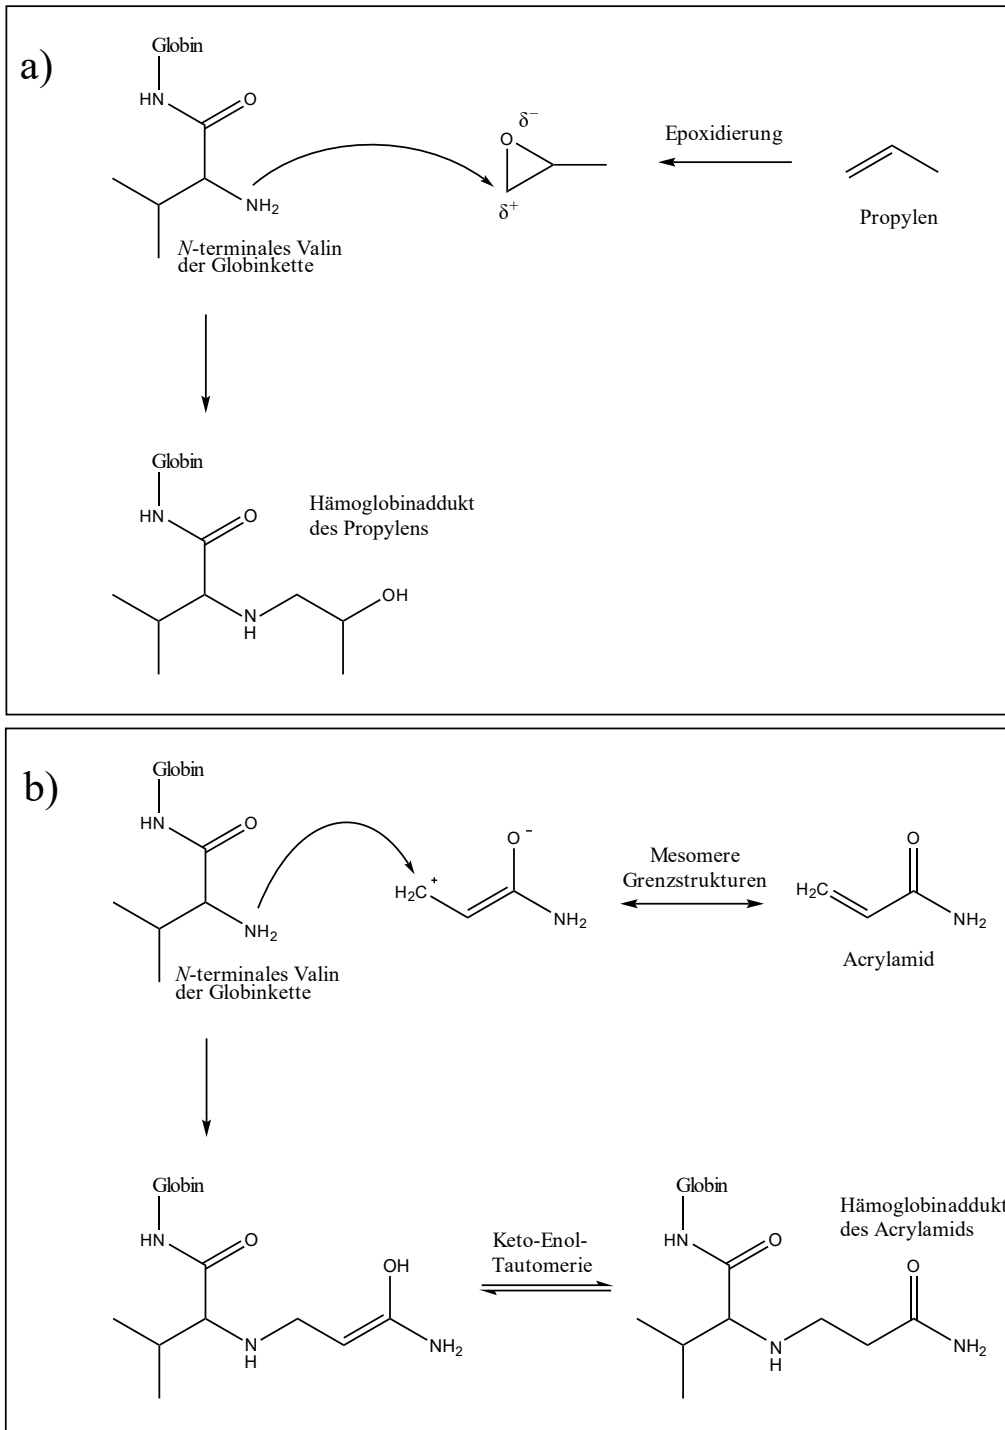 a)
Globin
HN
O
NH₂
N-terminales Valin
der Globinkette
δ⁻
O
δ⁺
Epoxidierung
Propylen
Globin
HN
O
N
H
OH
Hämoglobinaddukt
des Propylens
b)
Globin
HN
O
NH₂
N-terminales Valin
der Globinkette
O⁻
H₂C⁺
NH₂
Mesomere
Grenzstrukturen
O
H₂C
NH₂
Acrylamid
Globin
HN
O
N
H
OH
NH₂
Keto-Enol-
Tautomerie
Globin
HN
O
N
H
O
NH₂
Hämoglobinaddukt
des Acrylamids